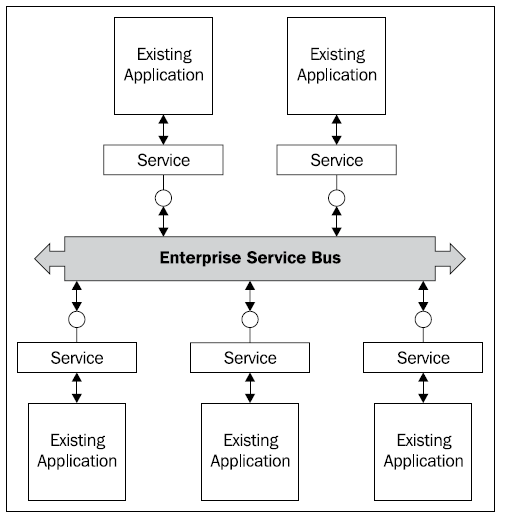 Existing
Application
Existing
Application
Service
Service
Enterprise Service Bus
Service
Service
Service
Existing
Application
Existing
Application
Existing
Application